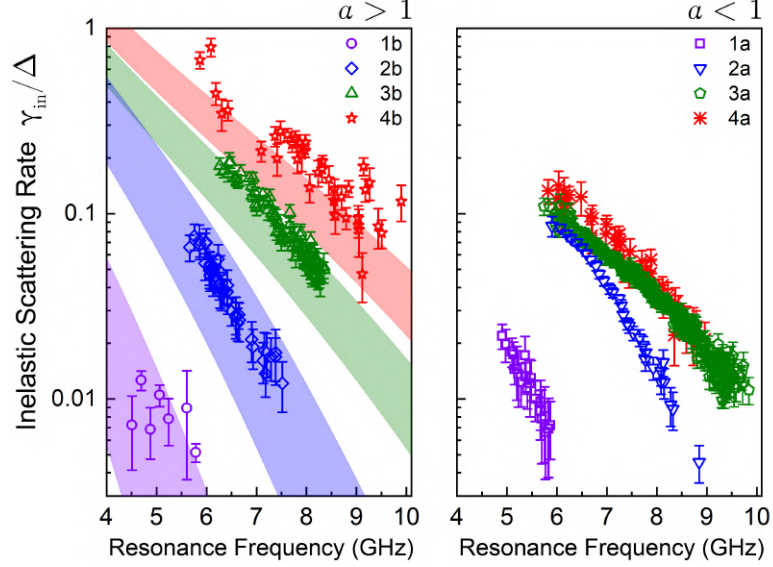 a > 1
a < 1
1
1b
2b
3b
4b
1a
2a
3a
4a
0.1
0.01
Inelastic Scattering Rate γin/Δ
4 5 6 7 8 9 10
4 5 6 7 8 9 10
Resonance Frequency (GHz)
Resonance Frequency (GHz)